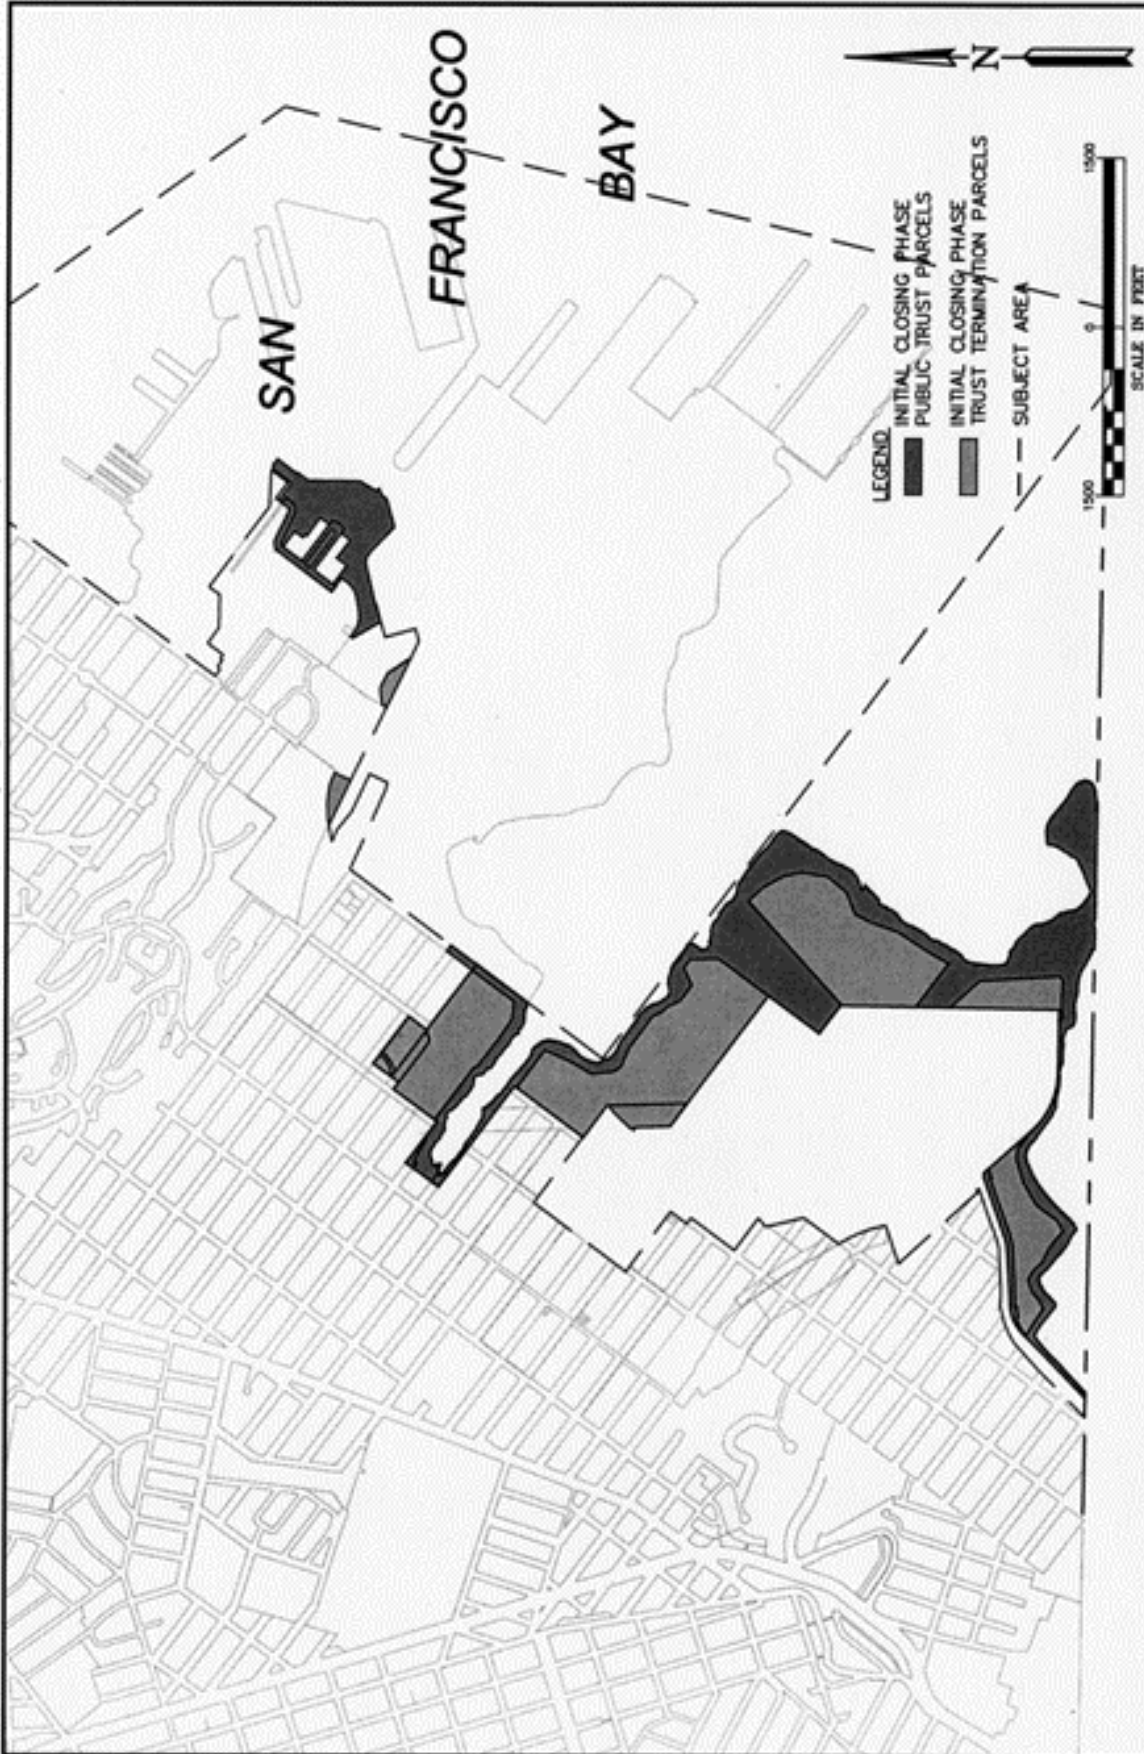 SAN
FRANCISCO
BAY
N
LEGEND
INITIAL CLOSING PHASE
PUBLIC TRUST PARCELS
INITIAL CLOSING PHASE
TRUST TERMINATION PARCELS
SUBJECT AREA
1500 0 1500
SCALE IN FEET